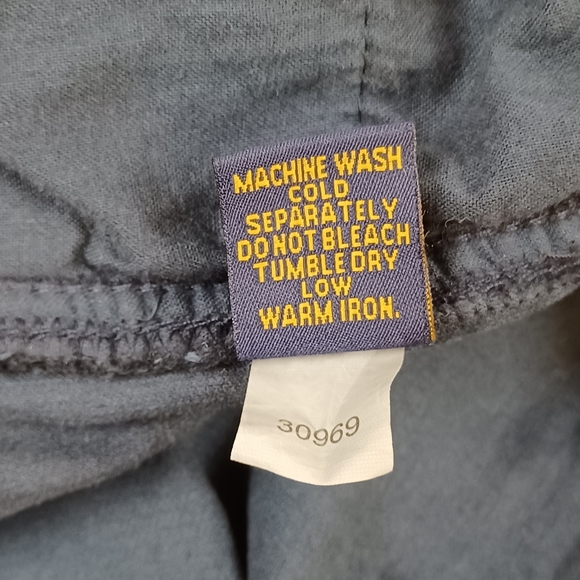 MACHINE WASH
COLD
SEPARATELY
DO NOT BLEACH
TUMBLE DRY
LOW
WARM IRON.
30969